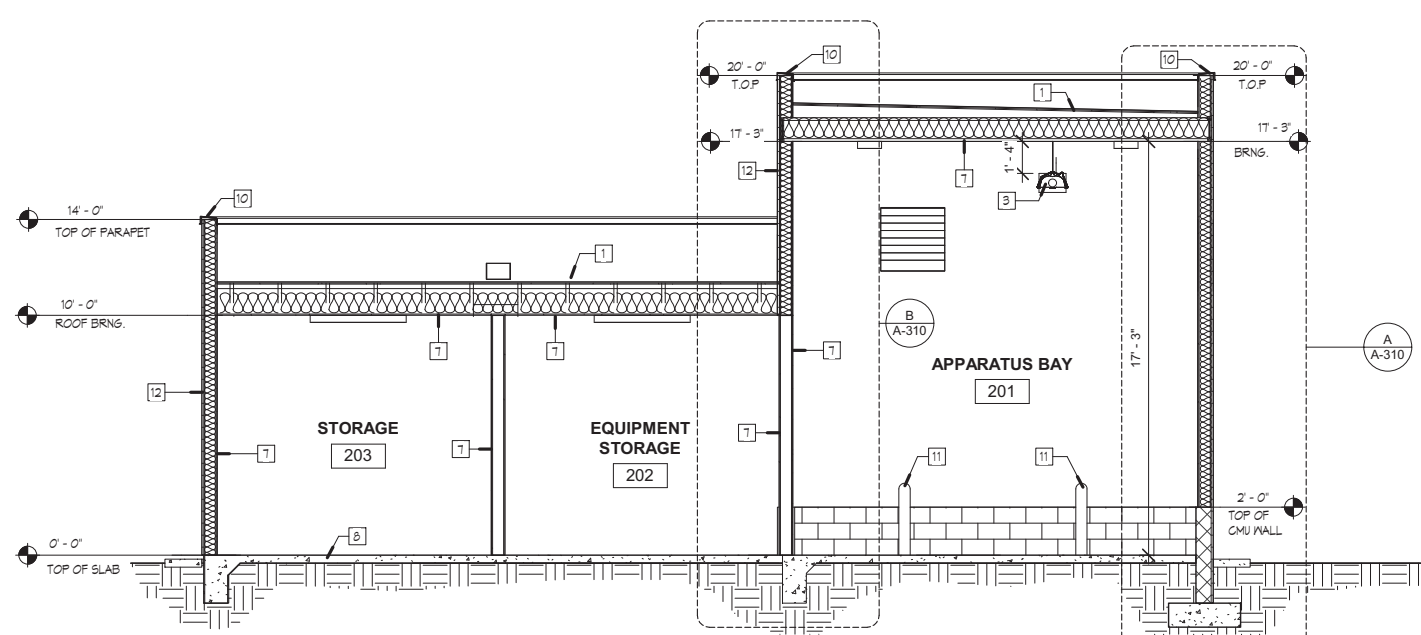 10
10
20' - 0"
T.O.P
20' - 0"
T.O.P
1
17' - 3"
17' - 3"
BRNG.
1' - 4"
12
7
3
10
14' - 0"
TOP OF PARAPET
1
10' - 0"
ROOF BRNG.
B
A-310
7
7
7
A
A-310
17' - 3"
APPARATUS BAY
201
12
STORAGE
203
EQUIPMENT
STORAGE
202
7
7
7
11
11
2' - 0"
TOP OF
CMU WALL
0' - 0"
TOP OF SLAB
8